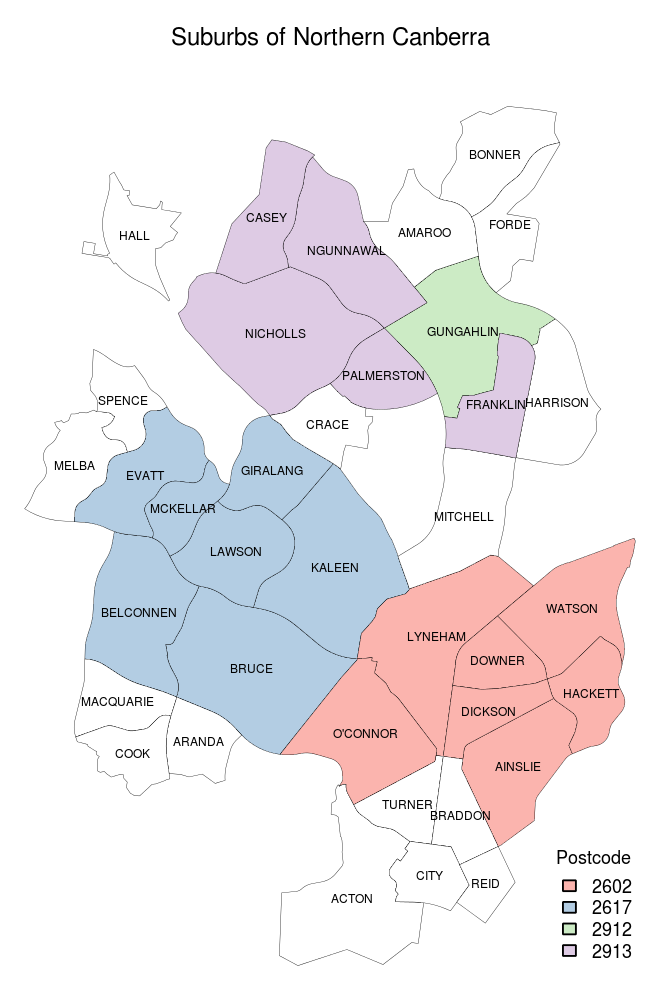 Suburbs of Northern Canberra
BONNER
CASEY
FORDE
HALL
AMAROO
NGUNNAWAL
NICHOLLS
GUNGAHLIN
PALMERSTON
SPENCE
FRANKLIN
HARRISON
CRACE
MELBA
EVATT
GIRALANG
MCKELLAR
MITCHELL
LAWSON
KALEEN
BELCONNEN
WATSON
LYNEHAM
BRUCE
DOWNER
HACKETT
MACQUARIE
DICKSON
O'CONNOR
ARANDA
COOK
AINSLIE
TURNER
BRADDON
CITY
REID
ACTON
Postcode
2602
2617
2912
2913